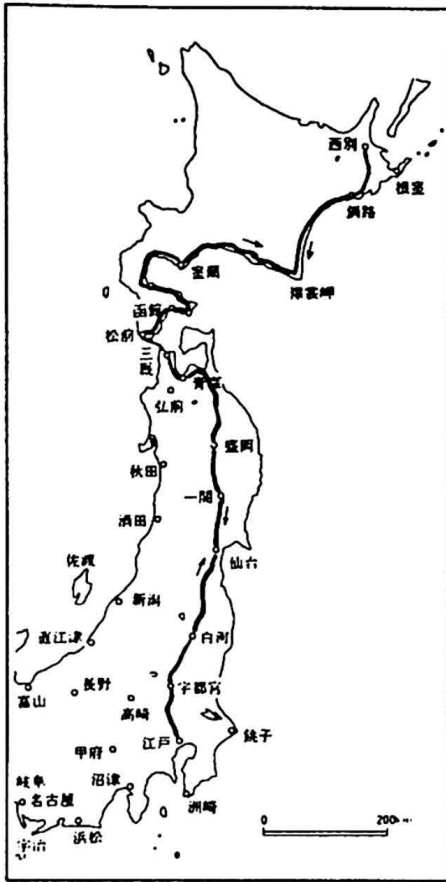 西別
根室
釧路
室蘭
襟裳岬
函館
松前
三厩
青森
弘前
盛岡
秋田
一関
酒田
仙台
佐渡
新潟
白河
直江津
宇都宮
富山
長野
高崎
銚子
江戸
甲府
岐阜
沼津
名古屋
洲崎
浜松
宇治
0
200km